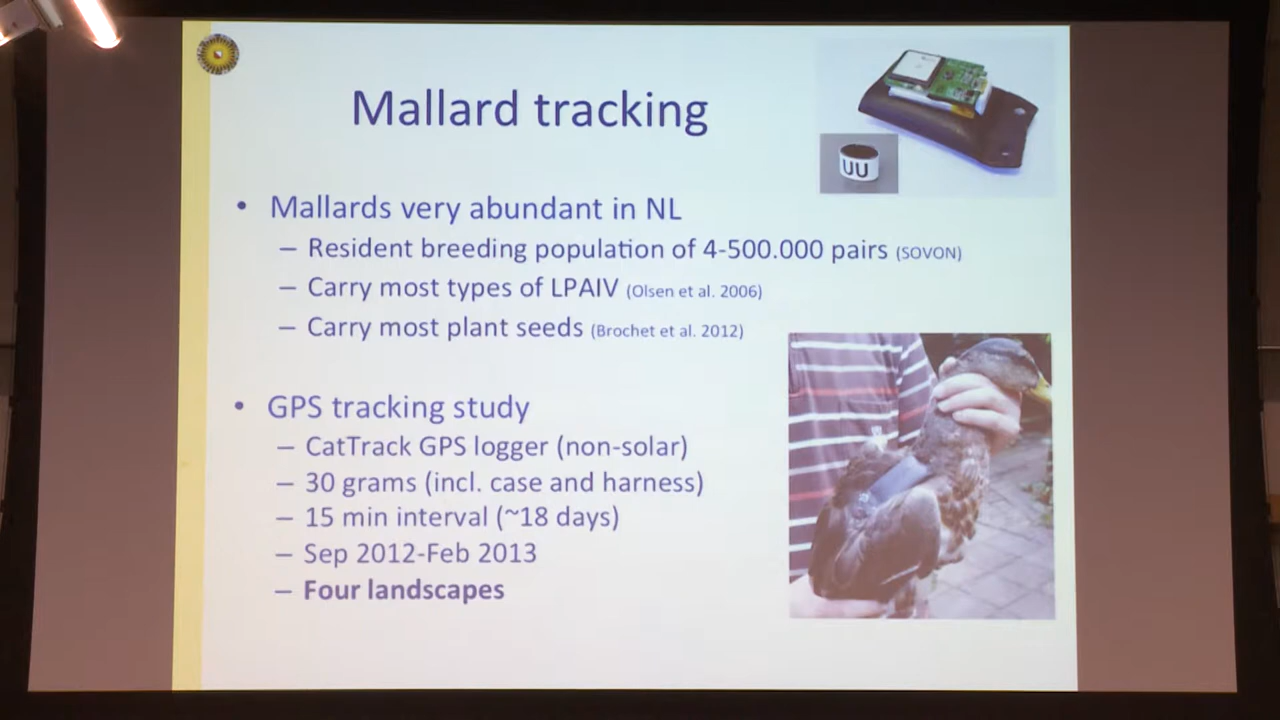 Mallard tracking
UU
• Mallards very abundant in NL
– Resident breeding population of 4-500.000 pairs (SOVON)
– Carry most types of LPAIV (Olsen et al. 2006)
– Carry most plant seeds (Brochet et al. 2012)
• GPS tracking study
– CatTrack GPS logger (non-solar)
– 30 grams (incl. case and harness)
– 15 min interval (~18 days)
– Sep 2012-Feb 2013
– Four landscapes